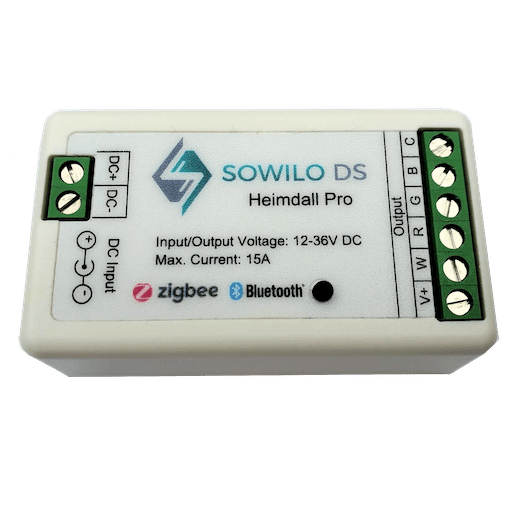 SOWILO DS
Heimdall Pro
Input/Output Voltage: 12-36V DC
Max. Current: 15A
zigbee Bluetooth®
DC+
DC-
DC Input
+
-
Output
C
B
G
R
W
V+